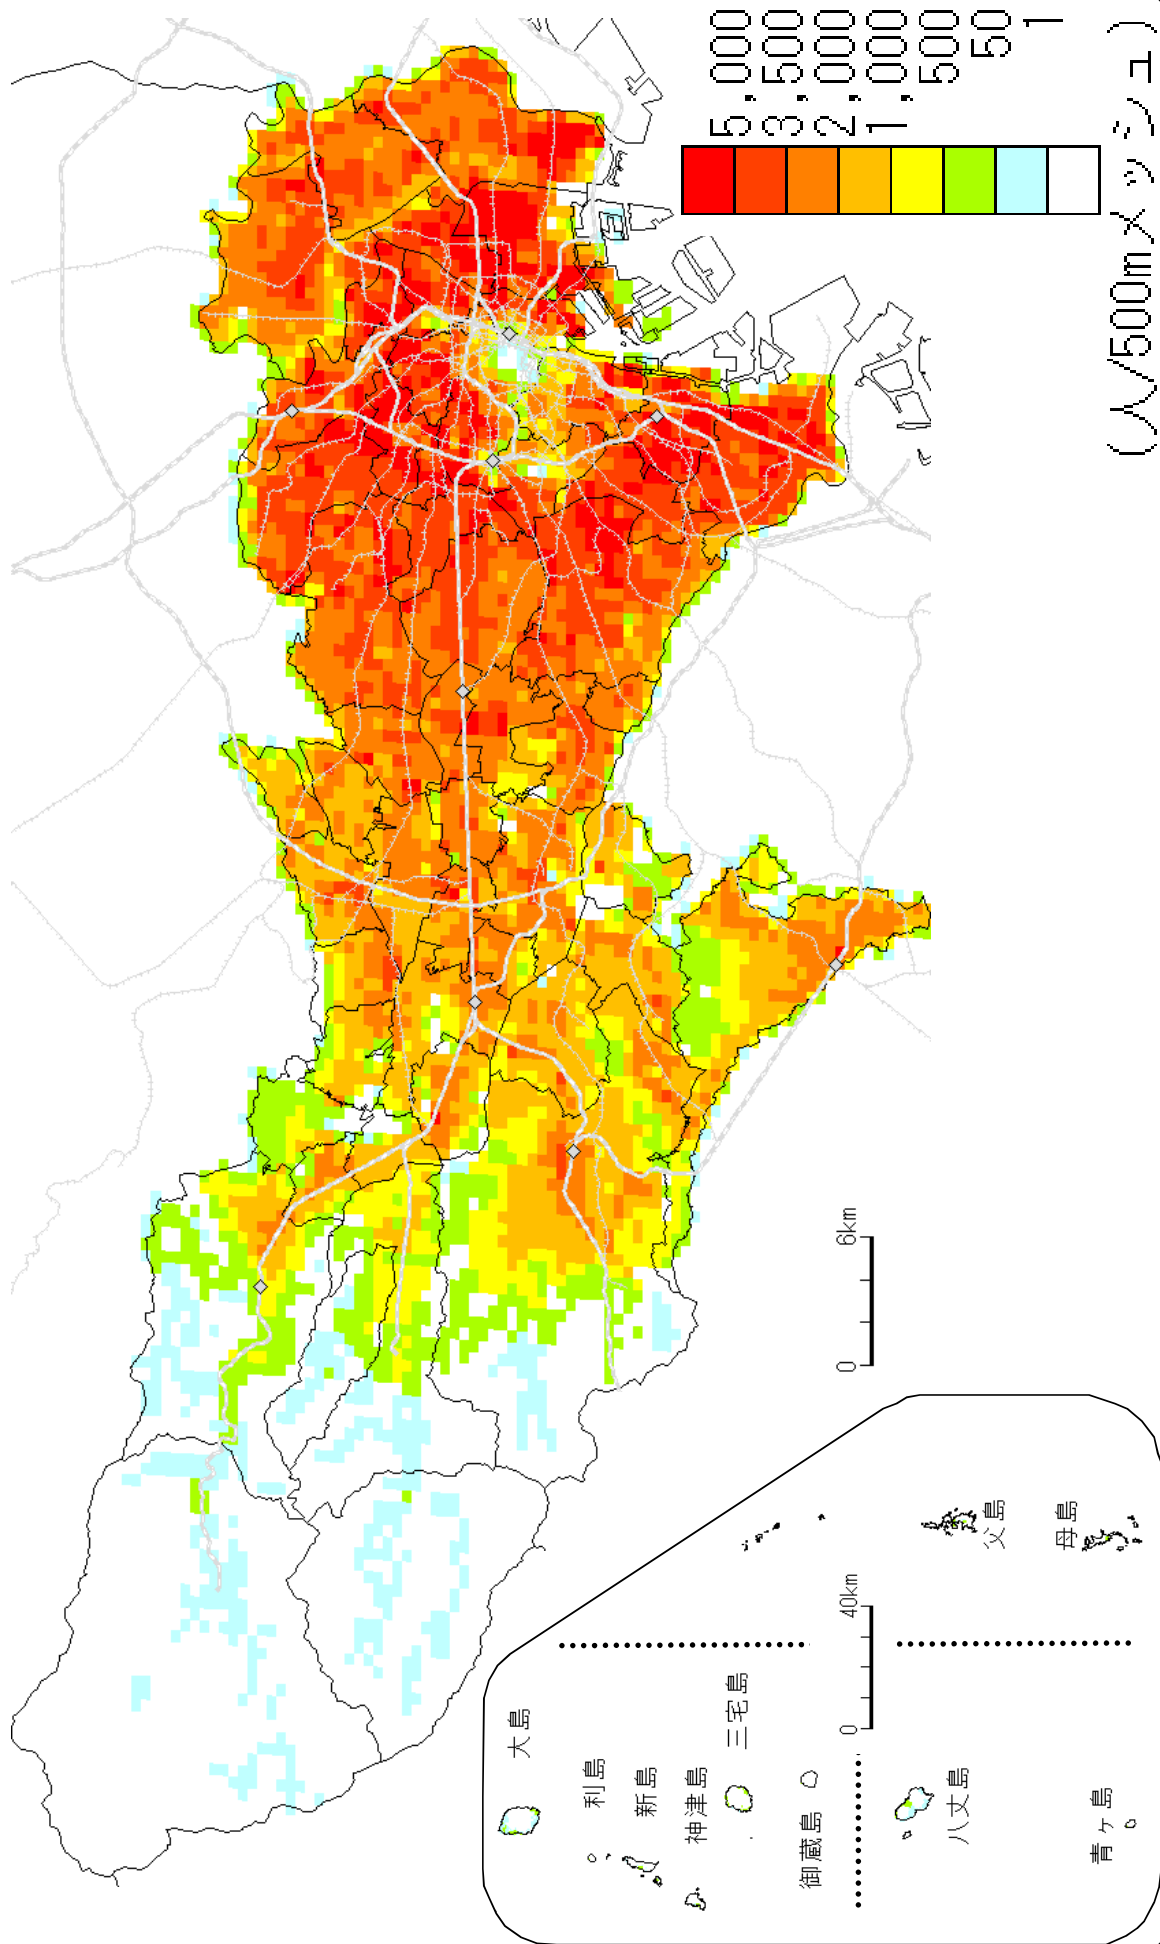 5,000
3,500
2,000
1,000
500
50
1
(人/500mメッシュ)
0 6km
0 40km
大島
利島
新島
神津島
三宅島
御蔵島
八丈島
青ヶ島
父島
母島